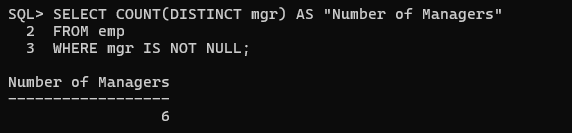 SQL> SELECT COUNT(DISTINCT mgr) AS "Number of Managers"
  2  FROM emp
  3  WHERE mgr IS NOT NULL;

Number of Managers
------------------
                 6